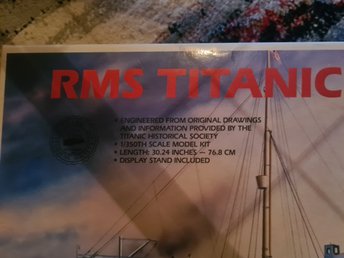 RMS TITANIC
• ENGINEERED FROM ORIGINAL DRAWINGS
AND INFORMATION PROVIDED BY THE
TITANIC HISTORICAL SOCIETY
• 1/350TH SCALE MODEL KIT
• LENGTH: 30.24 INCHES — 76.8 CM
• DISPLAY STAND INCLUDED